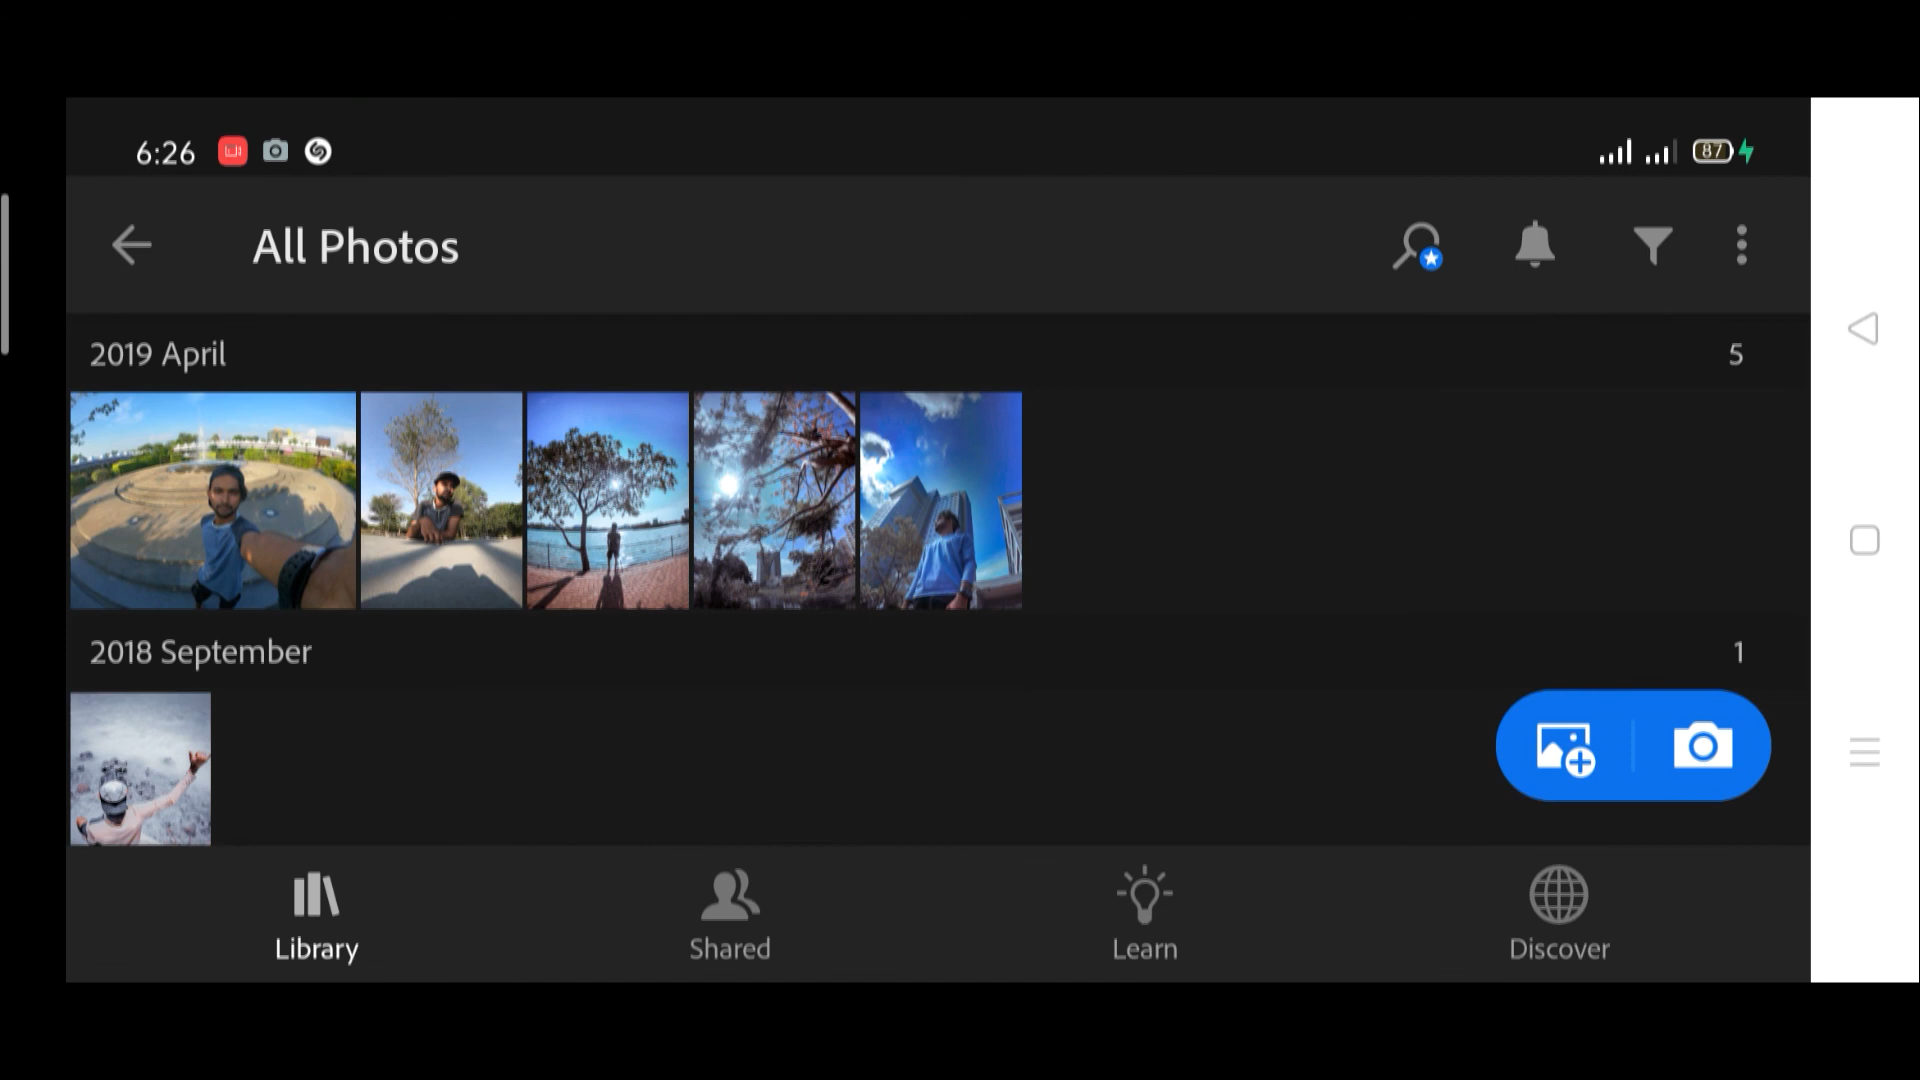 6:26
87
All Photos
2019 April 5
2018 September 1
Library Shared Learn Discover